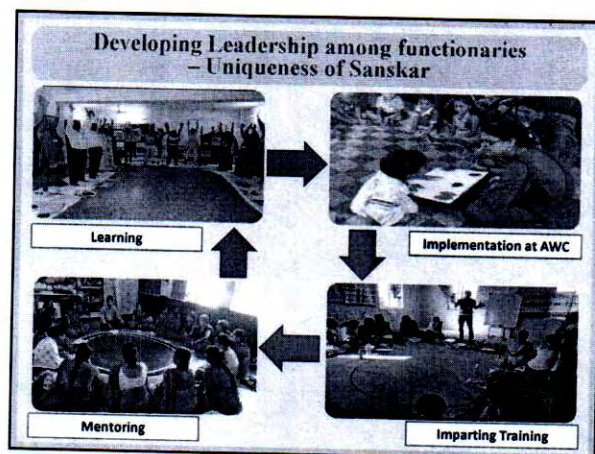 Developing Leadership among functionaries
– Uniqueness of Sanskar
Learning
Implementation at AWC
Imparting Training
Mentoring